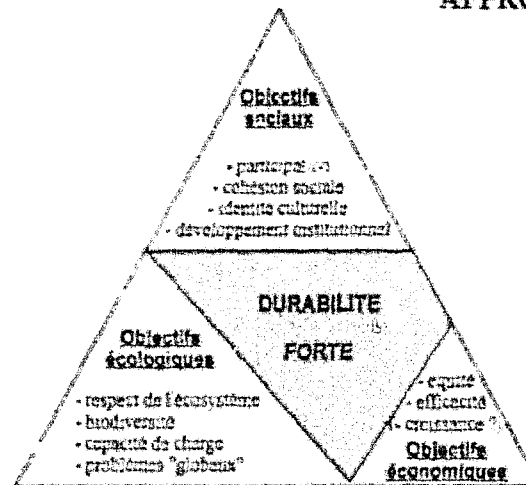 Objectifs
sociaux
- participation
- cohésion sociale
- identité culturelle
- développement institutionnel
DURABILITE
FORTE
Objectifs
écologiques
- respect de l'écosystème
- biodiversité
- capacité de charge
- problèmes "globaux"
- equité
- efficacité
(- croissance ?)
Objectifs
économiques